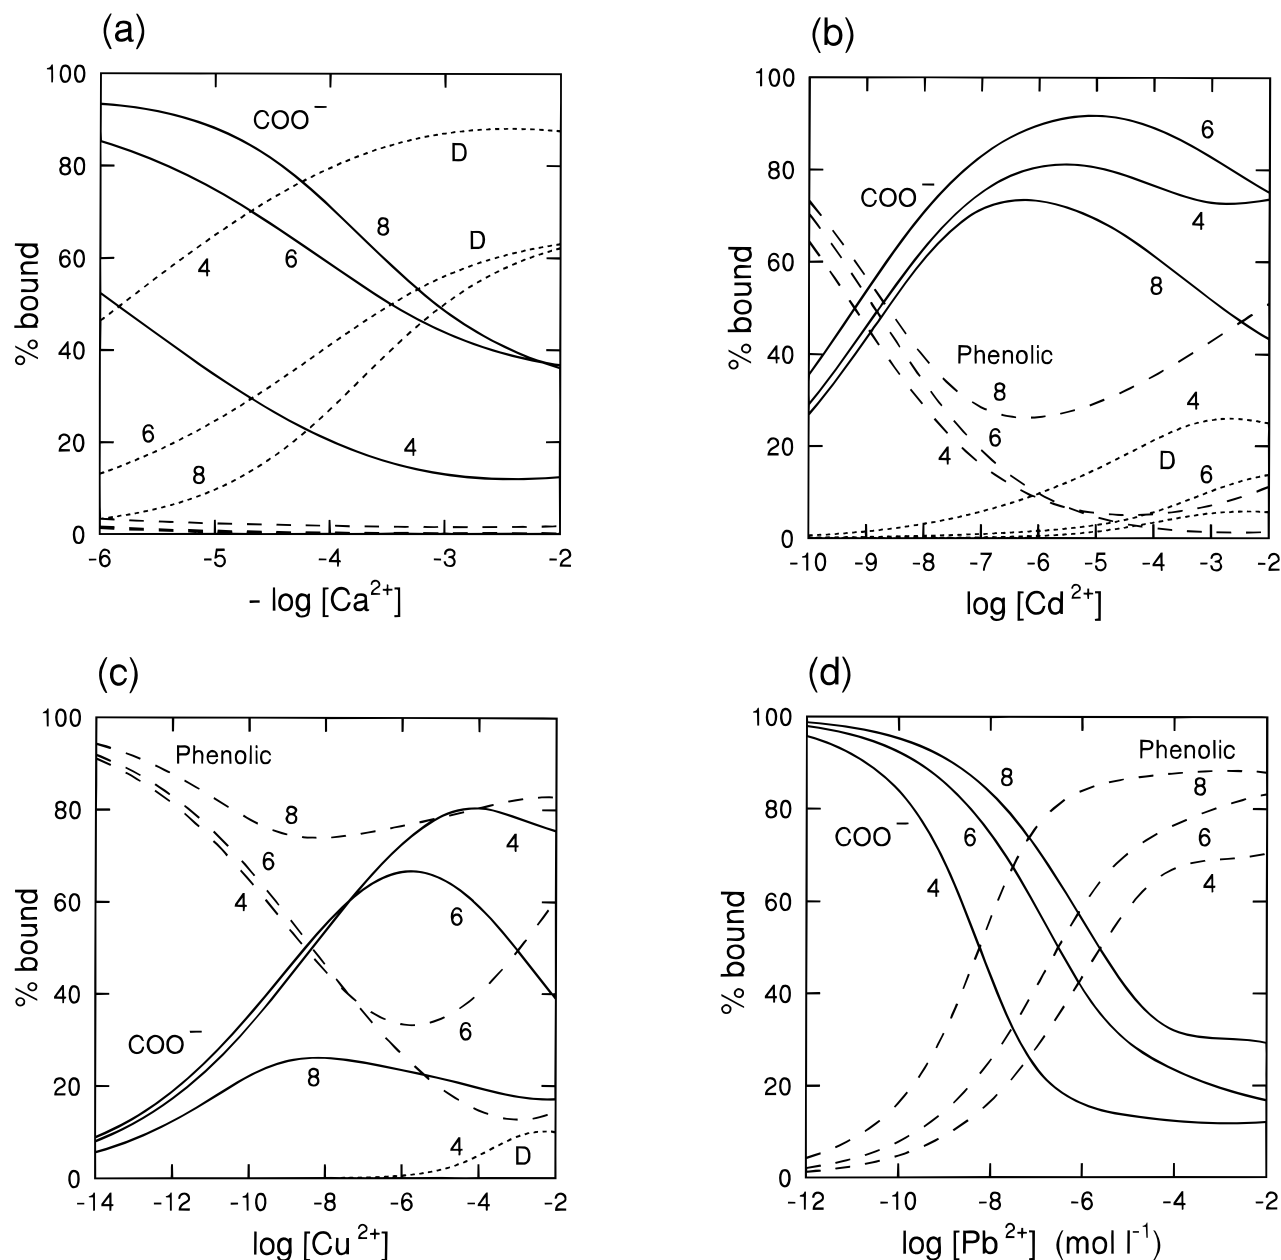 (a)
100
80
60
40
20
0
% bound
COO⁻
D
D
8
6
4
4
6
8
-6 -5 -4 -3 -2
- log [Ca²⁺]
(b)
100
80
60
40
20
0
% bound
COO⁻
6
4
8
Phenolic
8
6
4
4
D
6
-10 -9 -8 -7 -6 -5 -4 -3 -2
log [Cd²⁺]
(c)
100
80
60
40
20
0
% bound
Phenolic
8
6
4
4
6
6
COO⁻
8
4
D
-14 -12 -10 -8 -6 -4 -2
log [Cu²⁺]
(d)
100
80
60
40
20
0
% bound
Phenolic
8
8
COO⁻
6
6
4
4
-12 -10 -8 -6 -4 -2
log [Pb²⁺] (mol l⁻¹)